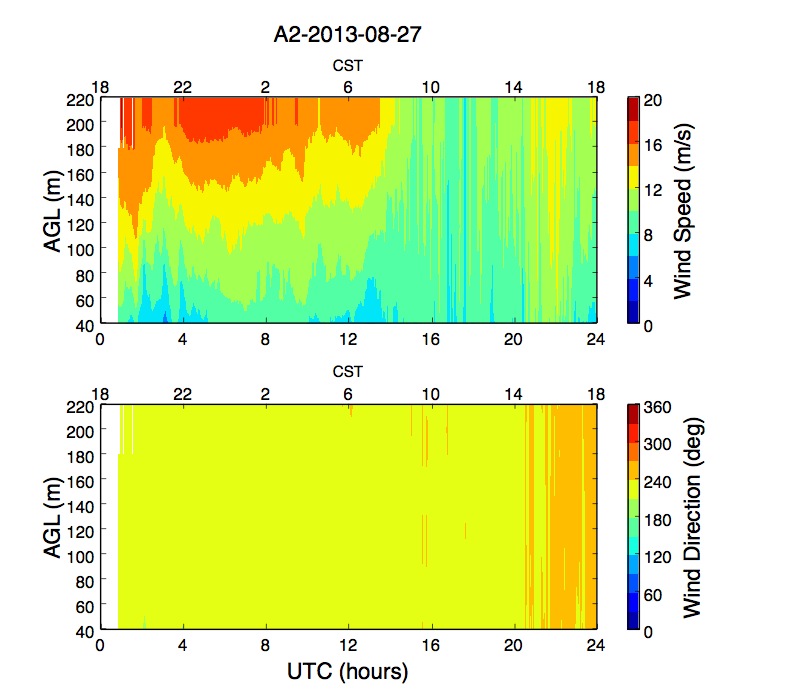 A2-2013-08-27
CST
18 22 2 6 10 14 18
220
200
180
160
140
120
100
80
60
40
AGL (m)
0 4 8 12 16 20 24
20
16
12
8
4
0
Wind Speed (m/s)
CST
18 22 2 6 10 14 18
220
200
180
160
140
120
100
80
60
40
AGL (m)
0 4 8 12 16 20 24
UTC (hours)
360
300
240
180
120
60
0
Wind Direction (deg)